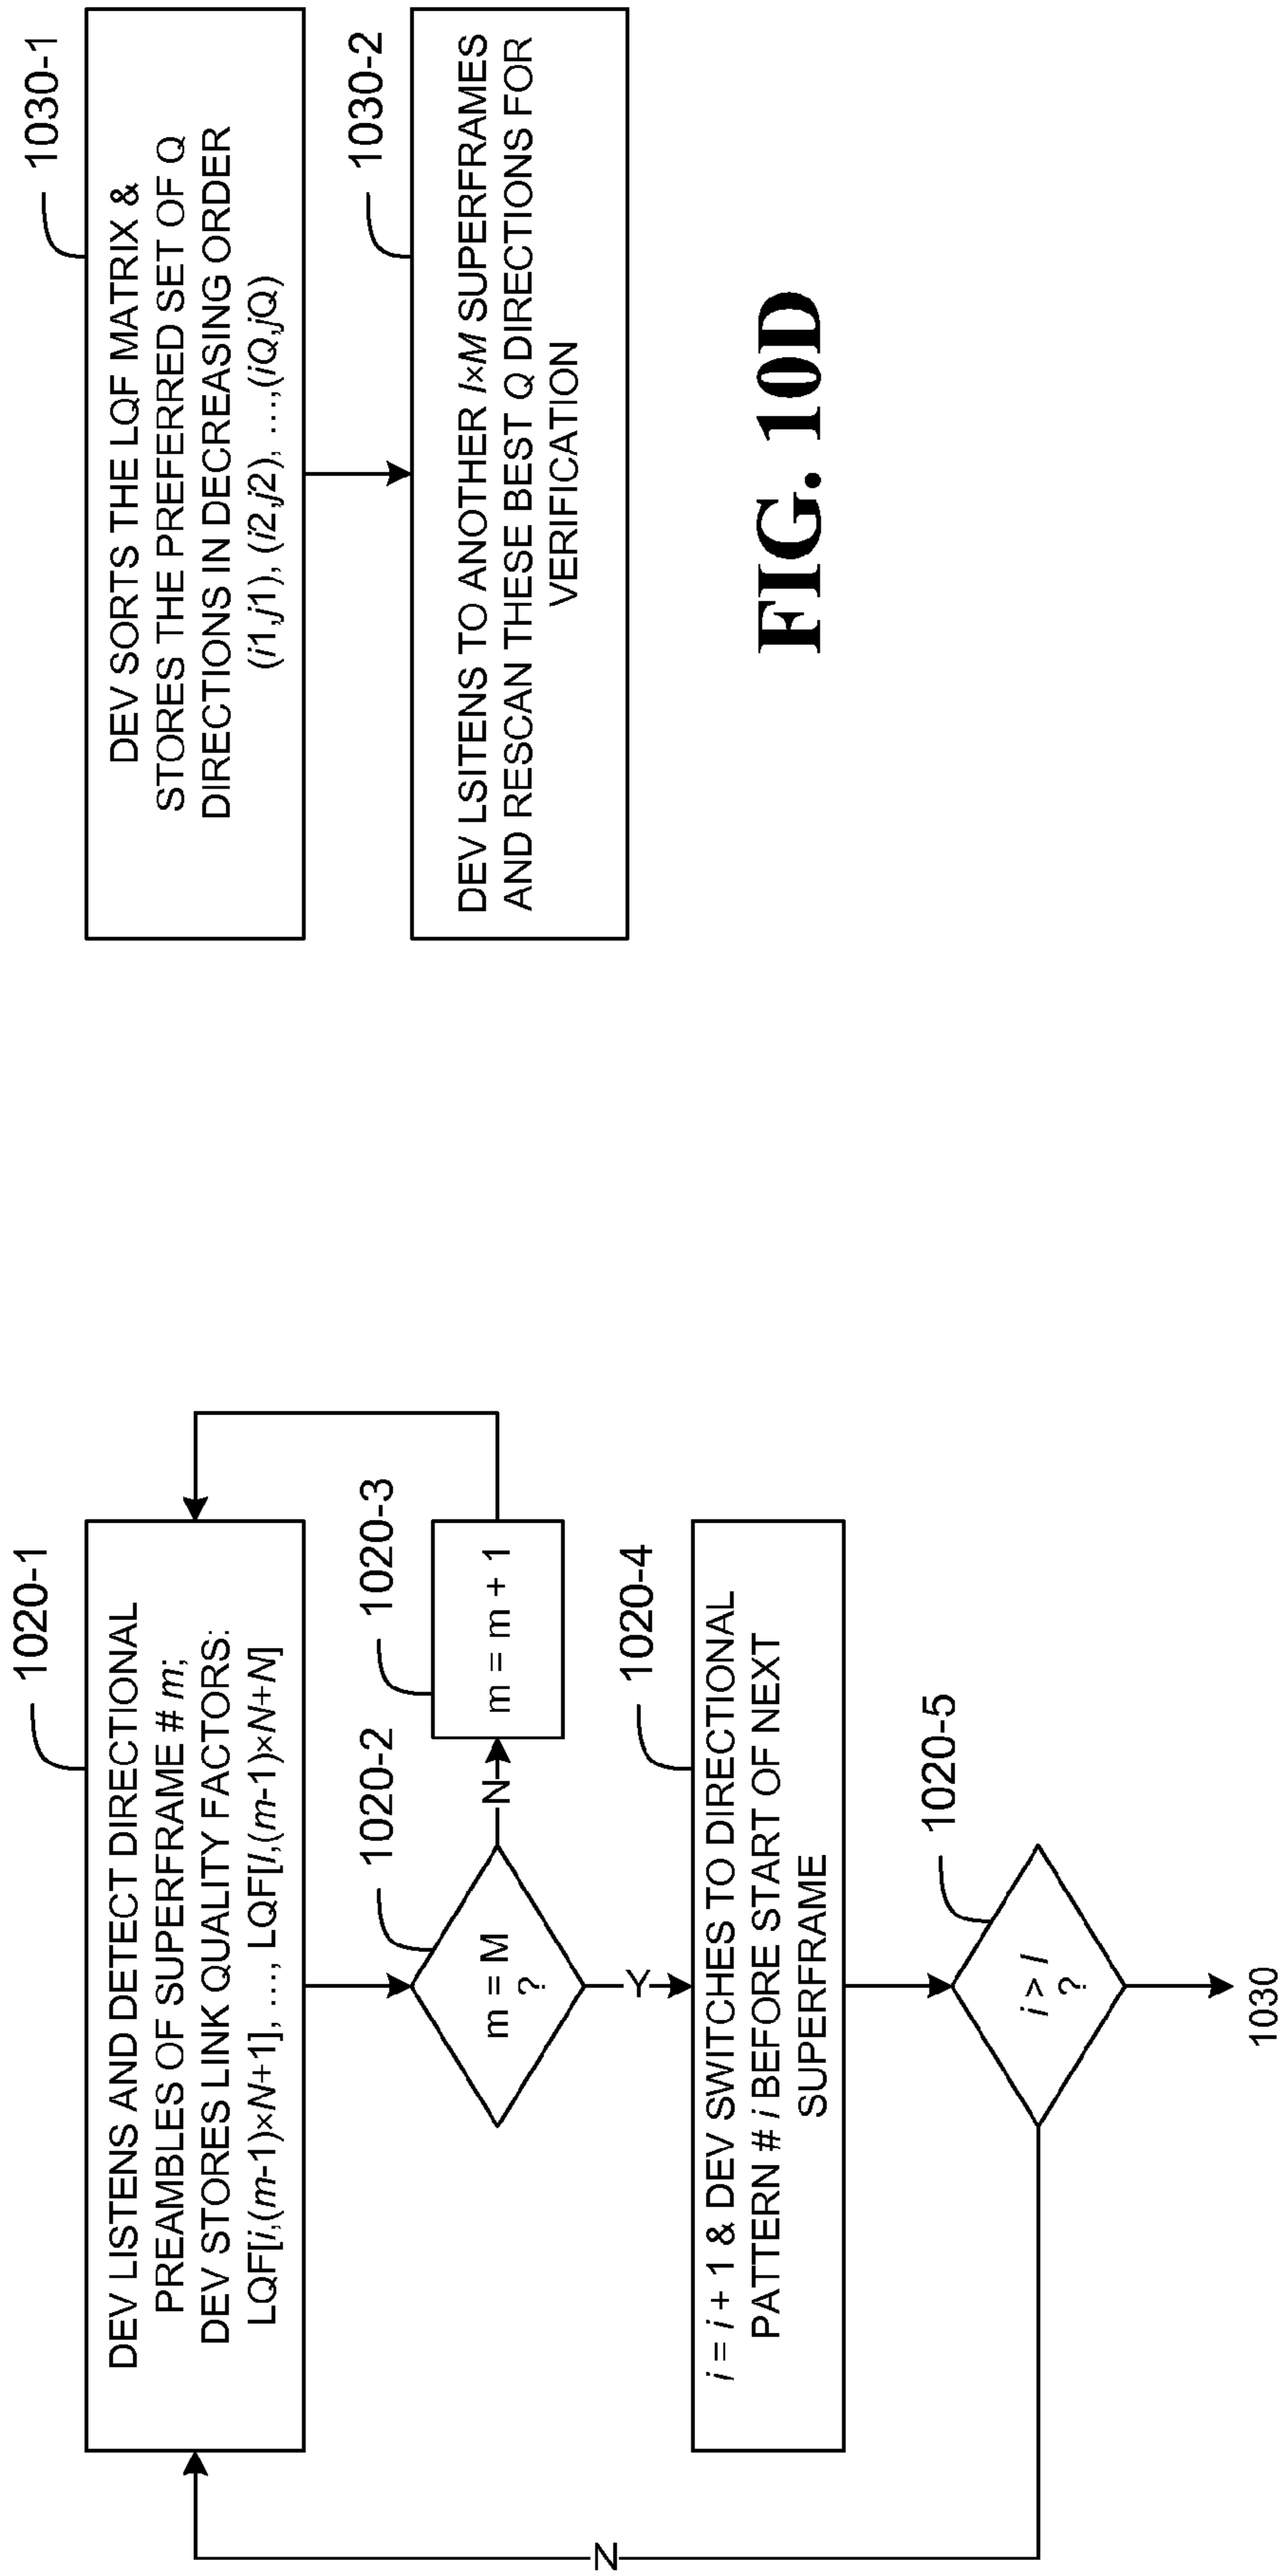 1020-1
DEV LISTENS AND DETECT DIRECTIONAL
PREAMBLES OF SUPERFRAME # m;
DEV STORES LINK QUALITY FACTORS:
LQF[i,(m-1)×N+1], …, LQF[I,(m-1)×N+N]
1020-2
m = M
?
N
1020-3
m = m + 1
Y
1020-4
i = i + 1 & DEV SWITCHES TO DIRECTIONAL
PATTERN # i BEFORE START OF NEXT
SUPERFRAME
1020-5
i > I
?
N
1030
1030-1
DEV SORTS THE LQF MATRIX &
STORES THE PREFERRED SET OF Q
DIRECTIONS IN DECREASING ORDER
(i1,j1), (i2,j2), …,(iQ,jQ)
1030-2
DEV LSITENS TO ANOTHER I×M SUPERFRAMES
AND RESCAN THESE BEST Q DIRECTIONS FOR
VERIFICATION
FIG. 10D